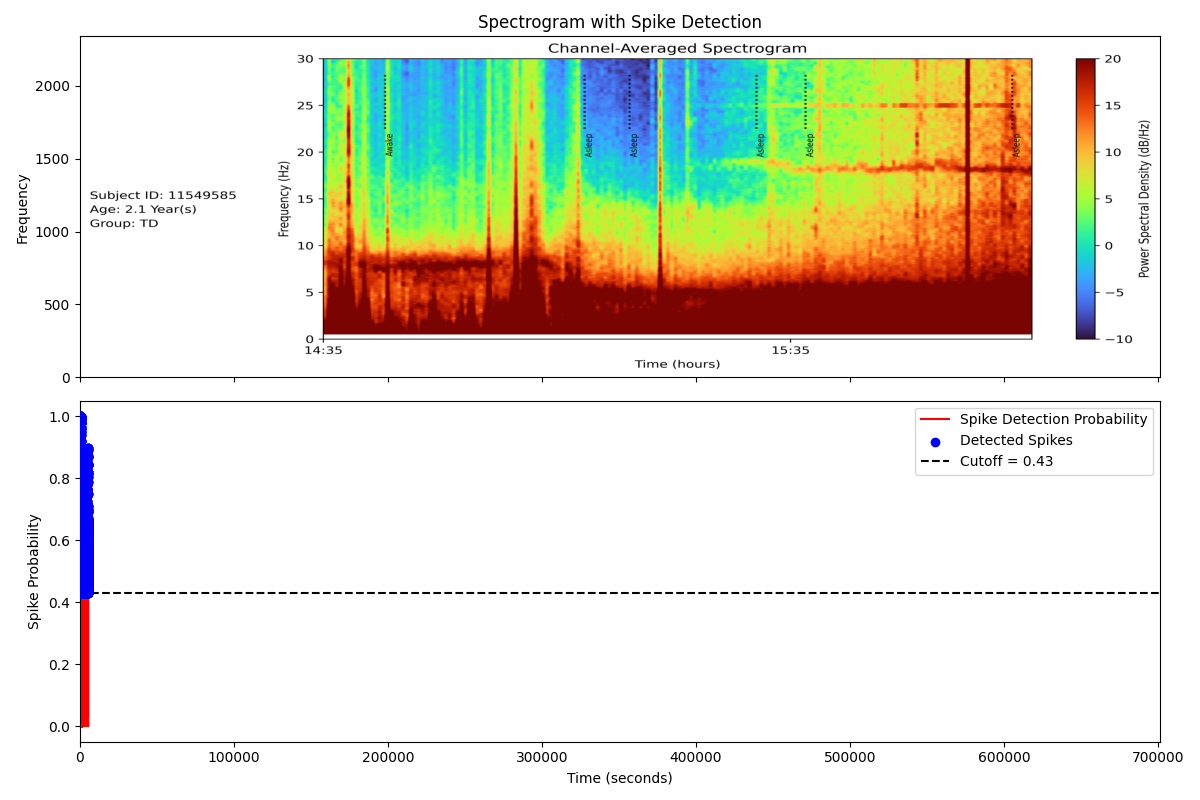 Spectrogram with Spike Detection
Channel-Averaged Spectrogram
Frequency
2000
1500
1000
500
0
Subject ID: 11549585
Age: 2.1 Year(s)
Group: TD
Frequency (Hz)
30
25
20
15
10
5
0
Awake
Asleep
Asleep
Asleep
Asleep
Asleep
14:35
15:35
Time (hours)
20
15
10
5
0
−5
−10
Power Spectral Density (dB/Hz)
Spike Probability
1.0
0.8
0.6
0.4
0.2
0.0
Spike Detection Probability
Detected Spikes
Cutoff = 0.43
0 100000 200000 300000 400000 500000 600000 700000
Time (seconds)